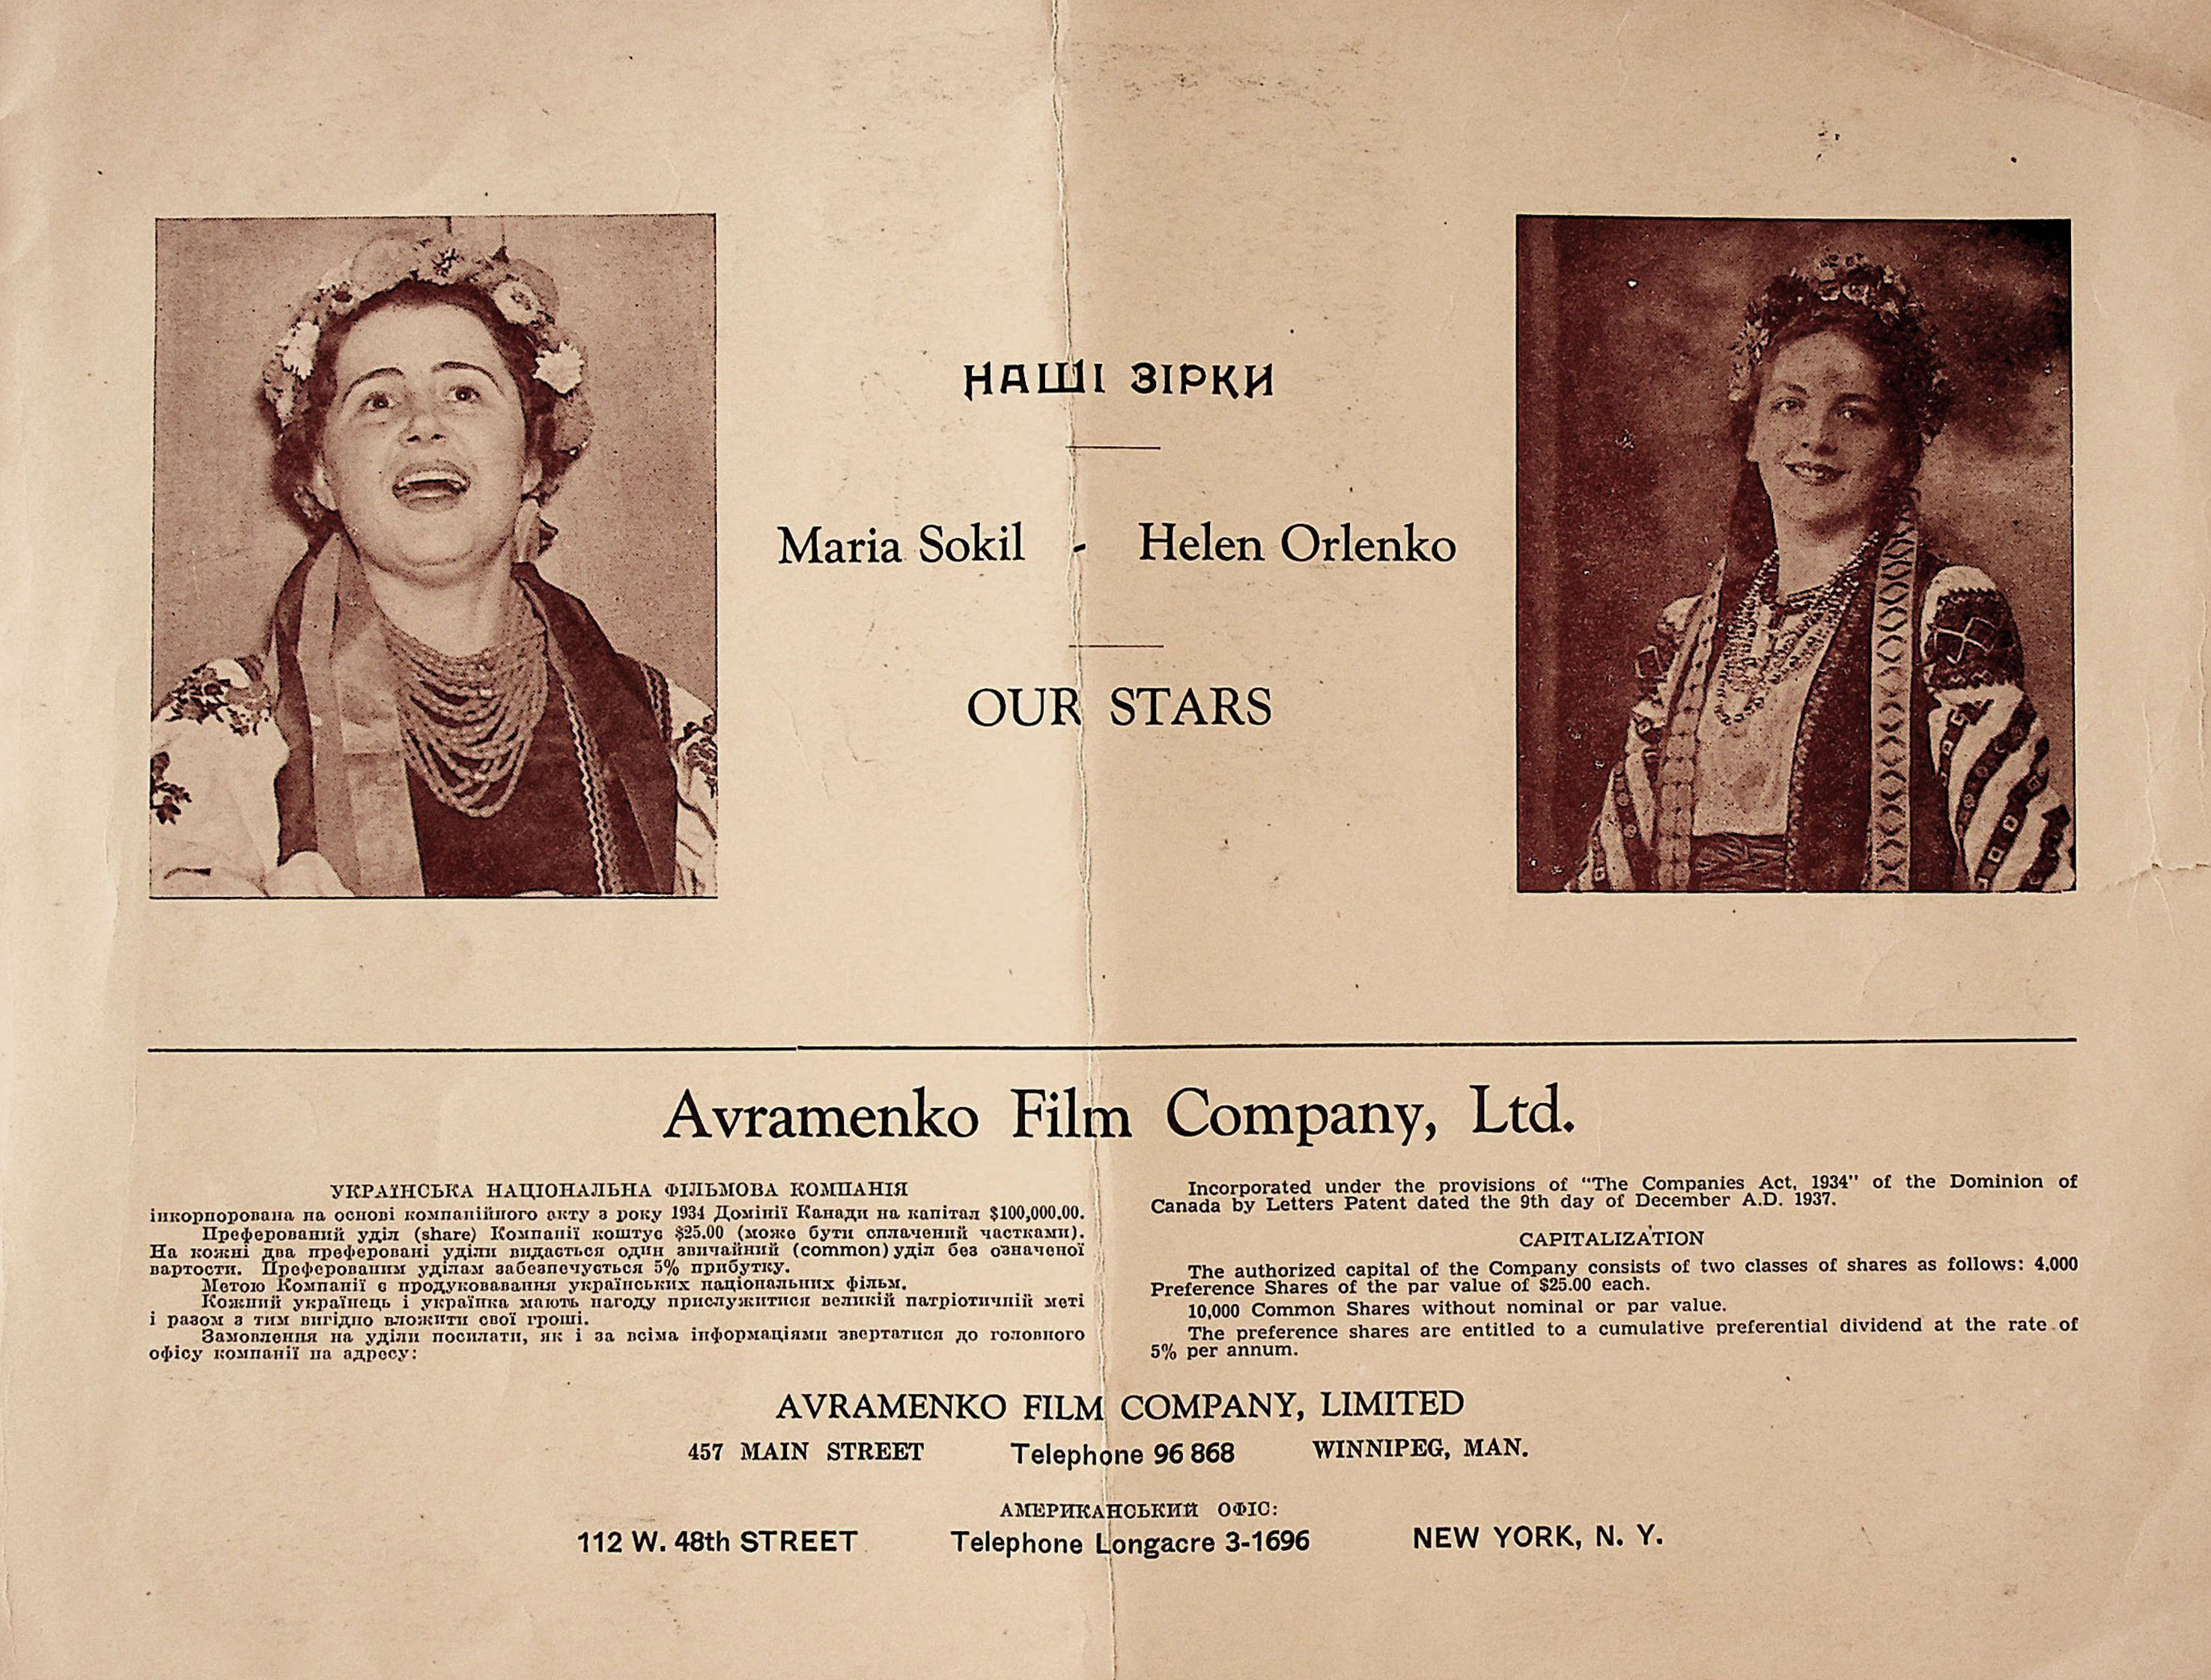 НАШІ ЗІРКИ
Maria Sokil - Helen Orlenko
OUR STARS
Avramenko Film Company, Ltd.
УКРАЇНСЬКА НАЦІОНАЛЬНА ФІЛЬМОВА КОМПАНІЯ
інкорпорована на основі компанійного акту з року 1934 Домінії Канади на капітал $100,000.00.
Преферований уділ (share) Компанії коштує $25.00 (може бути сплачений частками).
На кожні два преферовані уділи видається один звичайний (common) уділ без означеної
вартости. Преферованим уділам забезпечується 5% прибутку.
Метою Компанії є продуковавання українських національних фільм.
Кожний українець і українка мають нагоду прислужитися великій патріотичній меті
і разом з тим вигідно вложити свої гроші.
Замовлення на уділи посилати, як і за всіма інформаціями звертатися до головного
офісу компанії на адресу:
Incorporated under the provisions of “The Companies Act, 1934” of the Dominion of
Canada by Letters Patent dated the 9th day of December A.D. 1937.
CAPITALIZATION
The authorized capital of the Company consists of two classes of shares as follows: 4,000
Preference Shares of the par value of $25.00 each.
10,000 Common Shares without nominal or par value.
The preference shares are entitled to a cumulative preferential dividend at the rate of
5% per annum.
AVRAMENKO FILM COMPANY, LIMITED
457 MAIN STREET Telephone 96 868 WINNIPEG, MAN.
АМЕРИКАНСЬКИЙ ОФІС:
112 W. 48th STREET Telephone Longacre 3-1696 NEW YORK, N. Y.